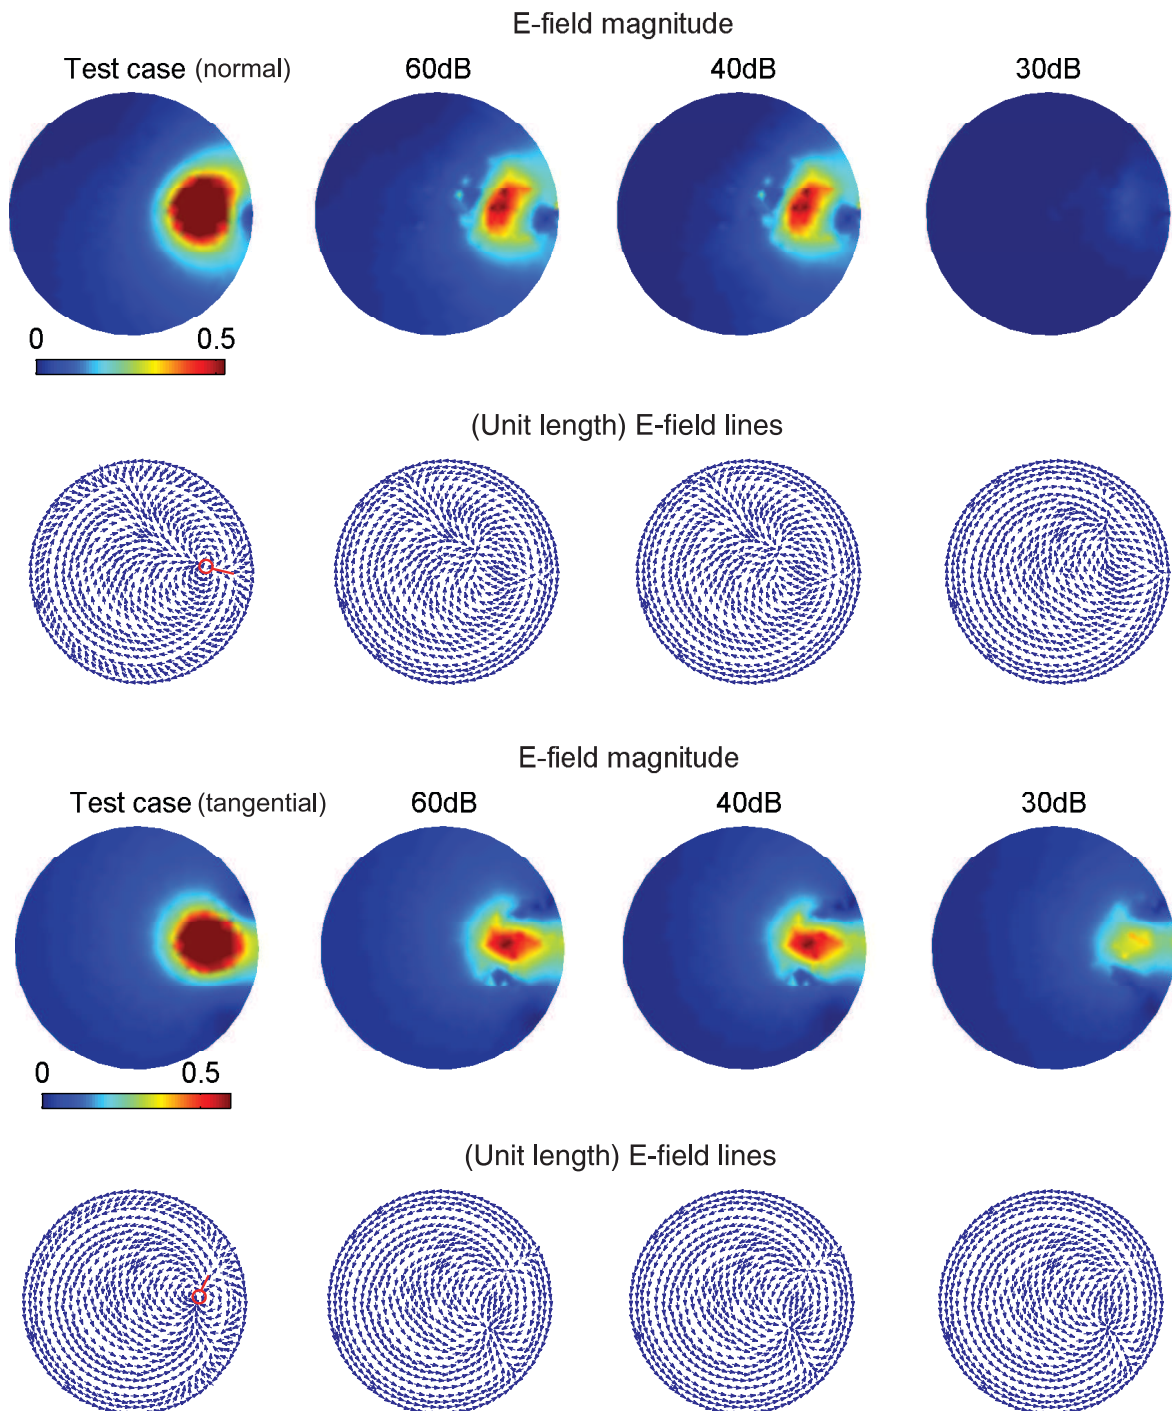 E-field magnitude
Test case (normal) 60dB 40dB 30dB
0 0.5
(Unit length) E-field lines
E-field magnitude
Test case (tangential) 60dB 40dB 30dB
0 0.5
(Unit length) E-field lines